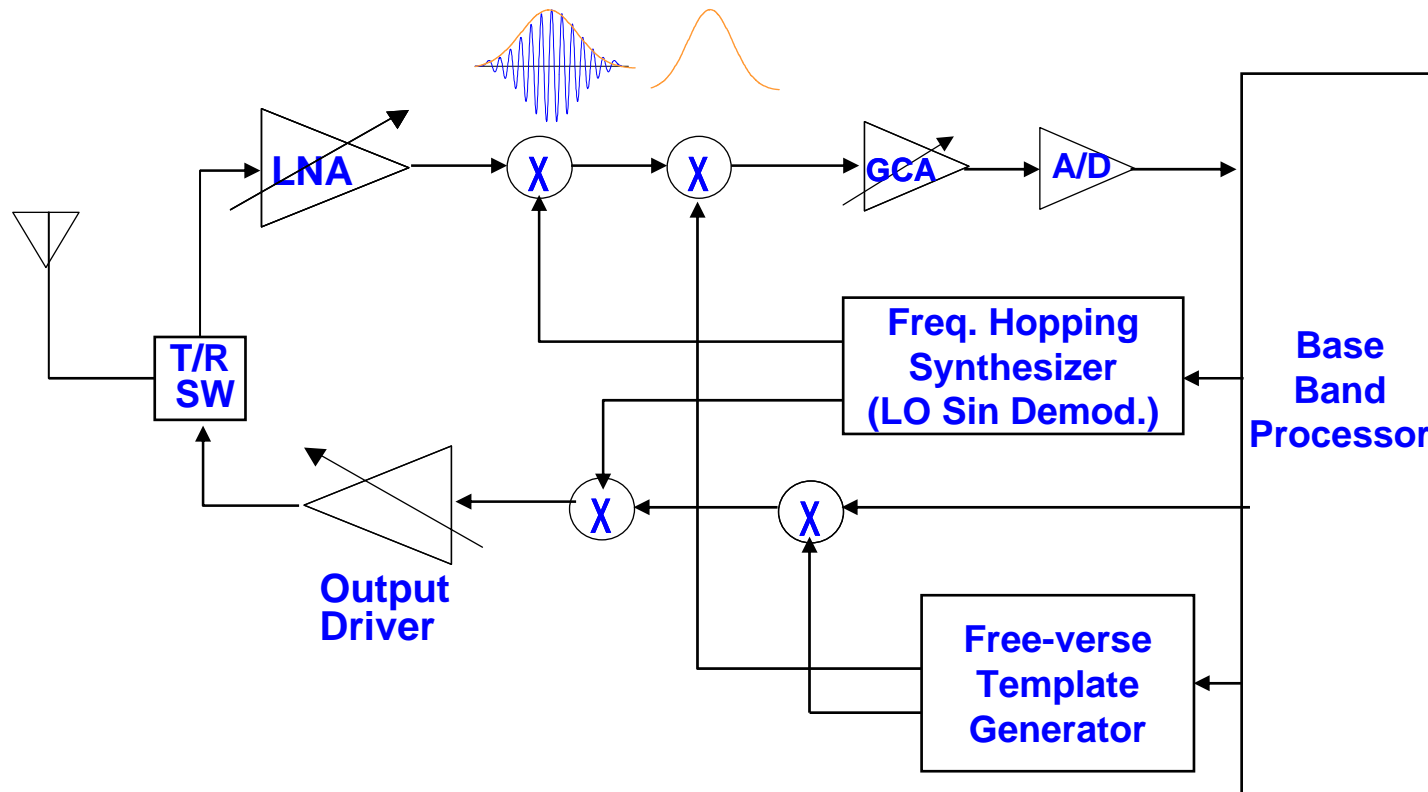 LNA
X
X
GCA
A/D
T/R
SW
Freq. Hopping
Synthesizer
(LO Sin Demod.)
Base
Band
Processor
X
X
Output
Driver
Free-verse
Template
Generator